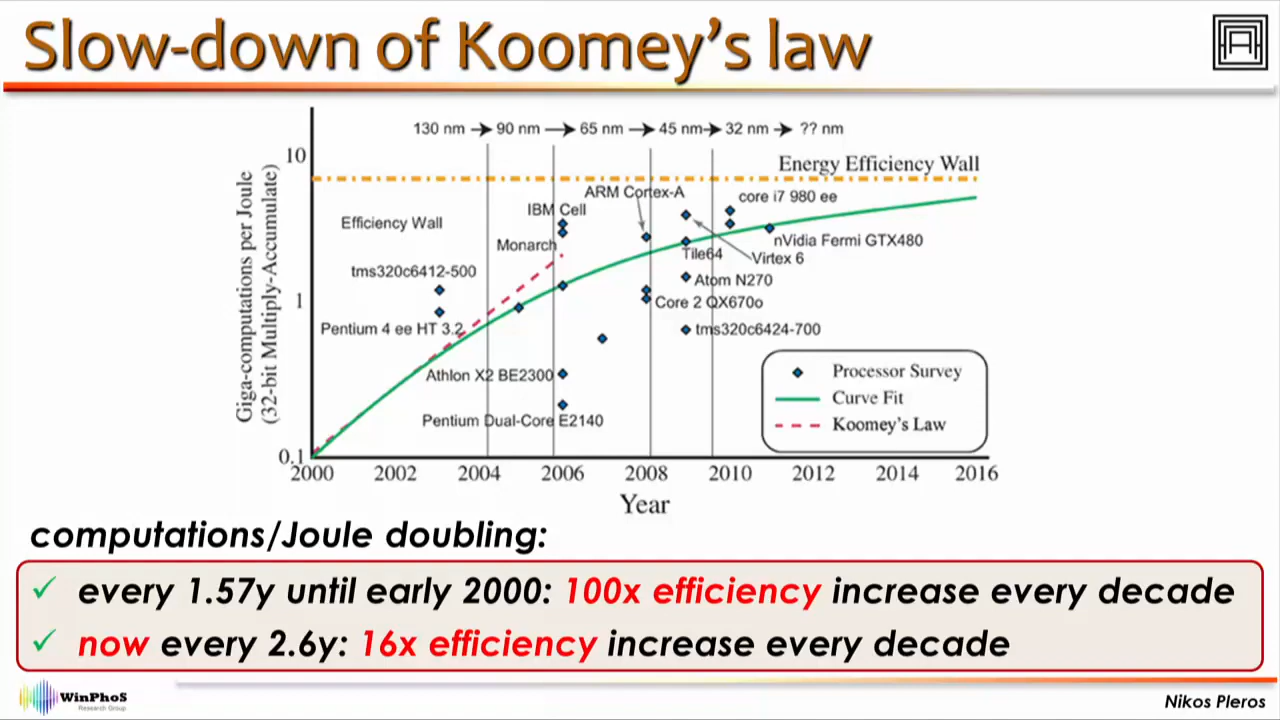 Slow-down of Koomey's law
130 nm → 90 nm → 65 nm → 45 nm → 32 nm → ?? nm
Energy Efficiency Wall
10
1
0.1
Giga-computations per Joule
(32-bit Multiply-Accumulate)
Efficiency Wall
ARM Cortex-A
core i7 980 ee
IBM Cell
Monarch
nVidia Fermi GTX480
Tile64
Virtex 6
tms320c6412-500
Atom N270
Core 2 QX670o
Pentium 4 ee HT 3.2
tms320c6424-700
Athlon X2 BE2300
Pentium Dual-Core E2140
Processor Survey
Curve Fit
Koomey's Law
2000 2002 2004 2006 2008 2010 2012 2014 2016
Year
computations/Joule doubling:
✓ every 1.57y until early 2000: 100x efficiency increase every decade
✓ now every 2.6y: 16x efficiency increase every decade
WinPhoS
Research Group
Nikos Pleros